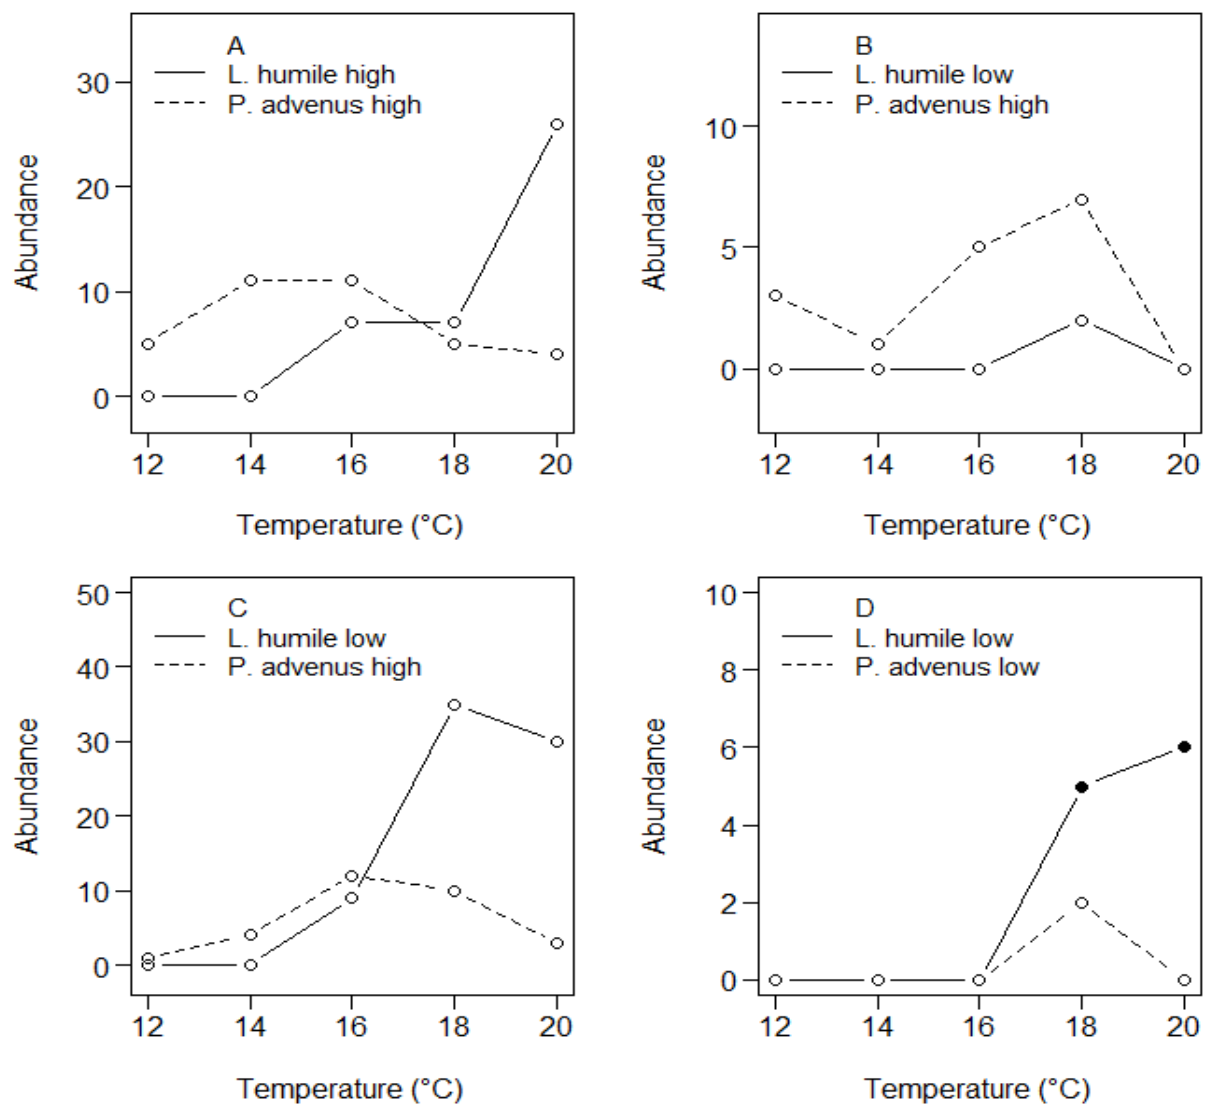 A
L. humile high
P. advenus high
30
20
10
0
Abundance
12 14 16 18 20
Temperature (°C)
B
L. humile low
P. advenus high
10
5
0
Abundance
12 14 16 18 20
Temperature (°C)
C
L. humile low
P. advenus high
50
40
30
20
10
0
Abundance
12 14 16 18 20
Temperature (°C)
D
L. humile low
P. advenus low
10
8
6
4
2
0
Abundance
12 14 16 18 20
Temperature (°C)